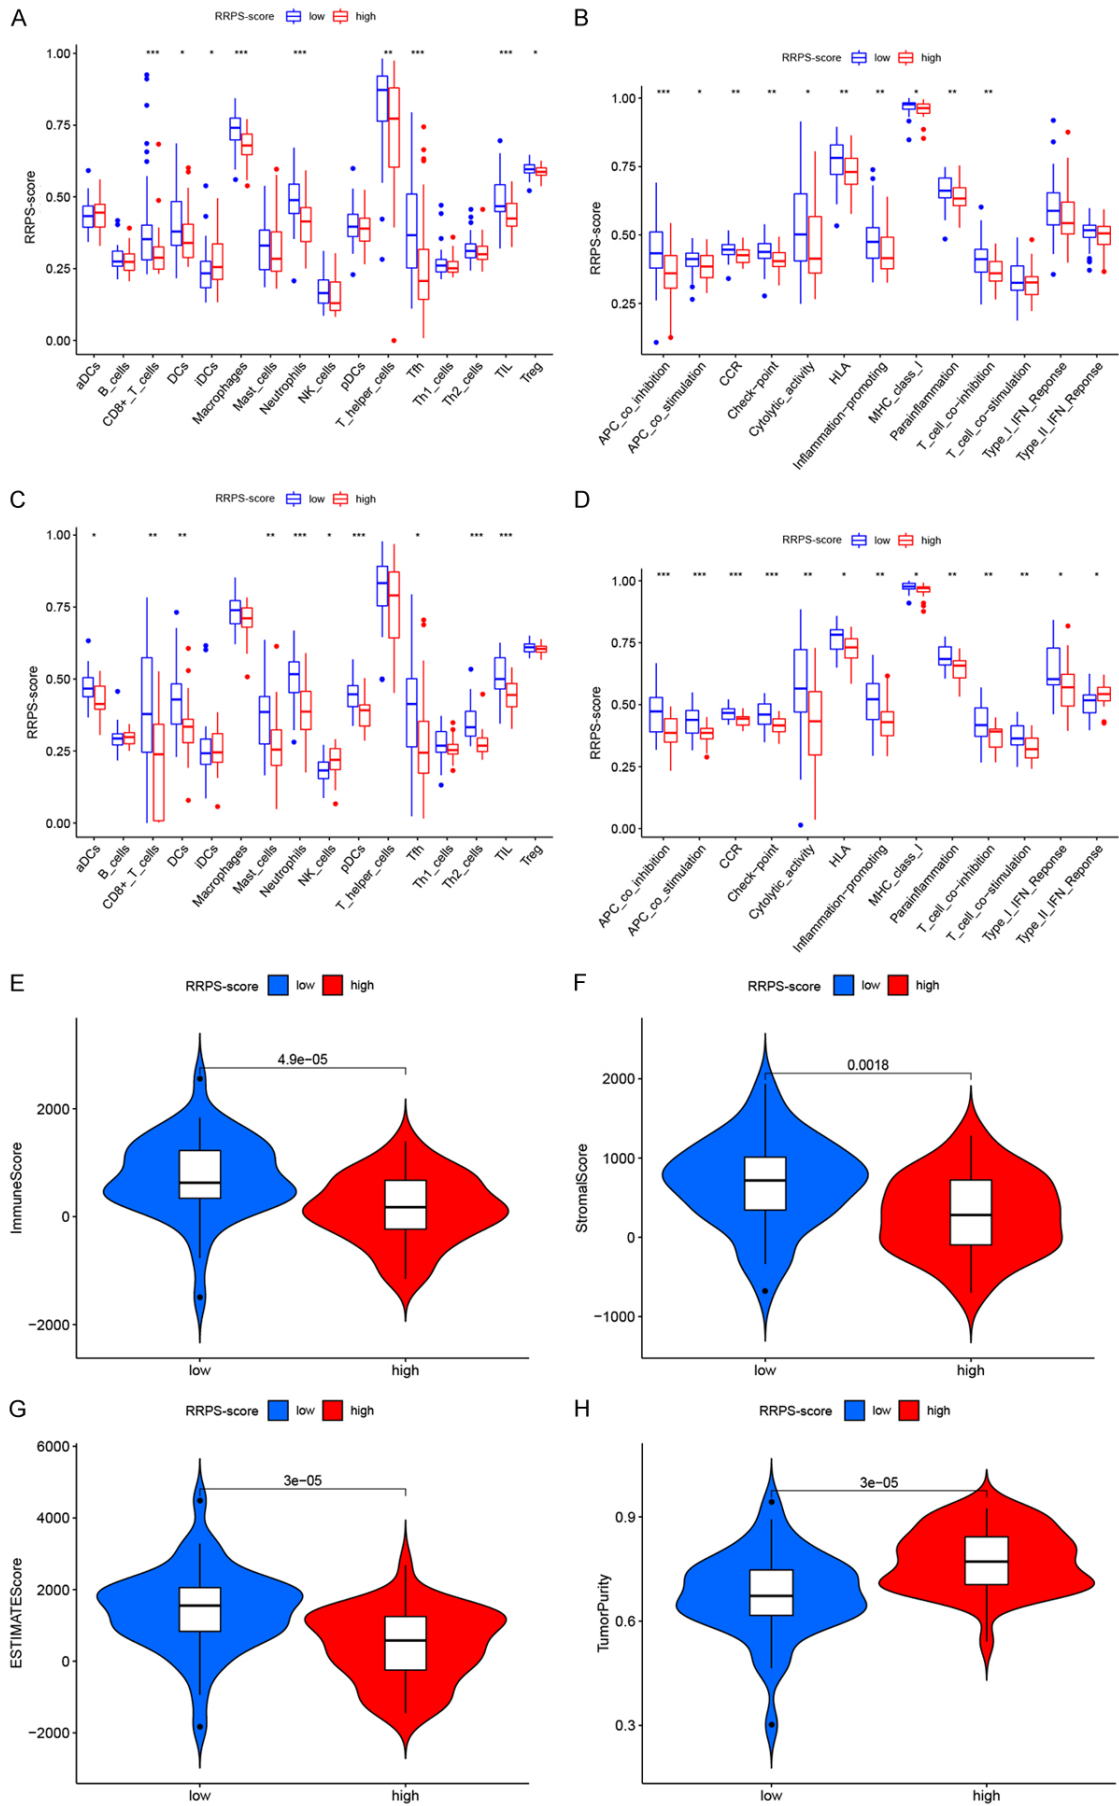 A
RRPS-score low high
RRPS-score
1.00
0.75
0.50
0.25
0.00
*** * * *** *** ** *** *** *
aDCs
B_cells
CD8+_T_cells
DCs
iDCs
Macrophages
Mast_cells
Neutrophils
NK_cells
pDCs
T_helper_cells
Tfh
Th1_cells
Th2_cells
TIL
Treg
B
RRPS-score low high
RRPS-score
1.00
0.75
0.50
0.25
*** * ** ** * ** ** * ** **
APC_co_inhibition
APC_co_stimulation
CCR
Check-point
Cytolytic_activity
HLA
Inflammation-promoting
MHC_class_I
Parainflammation
T_cell_co-inhibition
T_cell_co-stimulation
Type_I_IFN_Reponse
Type_II_IFN_Reponse
C
RRPS-score low high
RRPS-score
1.00
0.75
0.50
0.25
0.00
* ** ** ** *** * *** * *** ***
aDCs
B_cells
CD8+_T_cells
DCs
iDCs
Macrophages
Mast_cells
Neutrophils
NK_cells
pDCs
T_helper_cells
Tfh
Th1_cells
Th2_cells
TIL
Treg
D
RRPS-score low high
RRPS-score
1.00
0.75
0.50
0.25
0.00
*** *** *** *** ** * ** * ** ** ** * *
APC_co_inhibition
APC_co_stimulation
CCR
Check-point
Cytolytic_activity
HLA
Inflammation-promoting
MHC_class_I
Parainflammation
T_cell_co-inhibition
T_cell_co-stimulation
Type_I_IFN_Reponse
Type_II_IFN_Reponse
E
RRPS-score low high
ImmuneScore
4.9e-05
2000
0
−2000
low high
F
RRPS-score low high
StromalScore
0.0018
2000
1000
0
−1000
low high
G
RRPS-score low high
ESTIMATEScore
3e-05
6000
4000
2000
0
−2000
low high
H
RRPS-score low high
TumorPurity
3e-05
0.9
0.6
0.3
low high